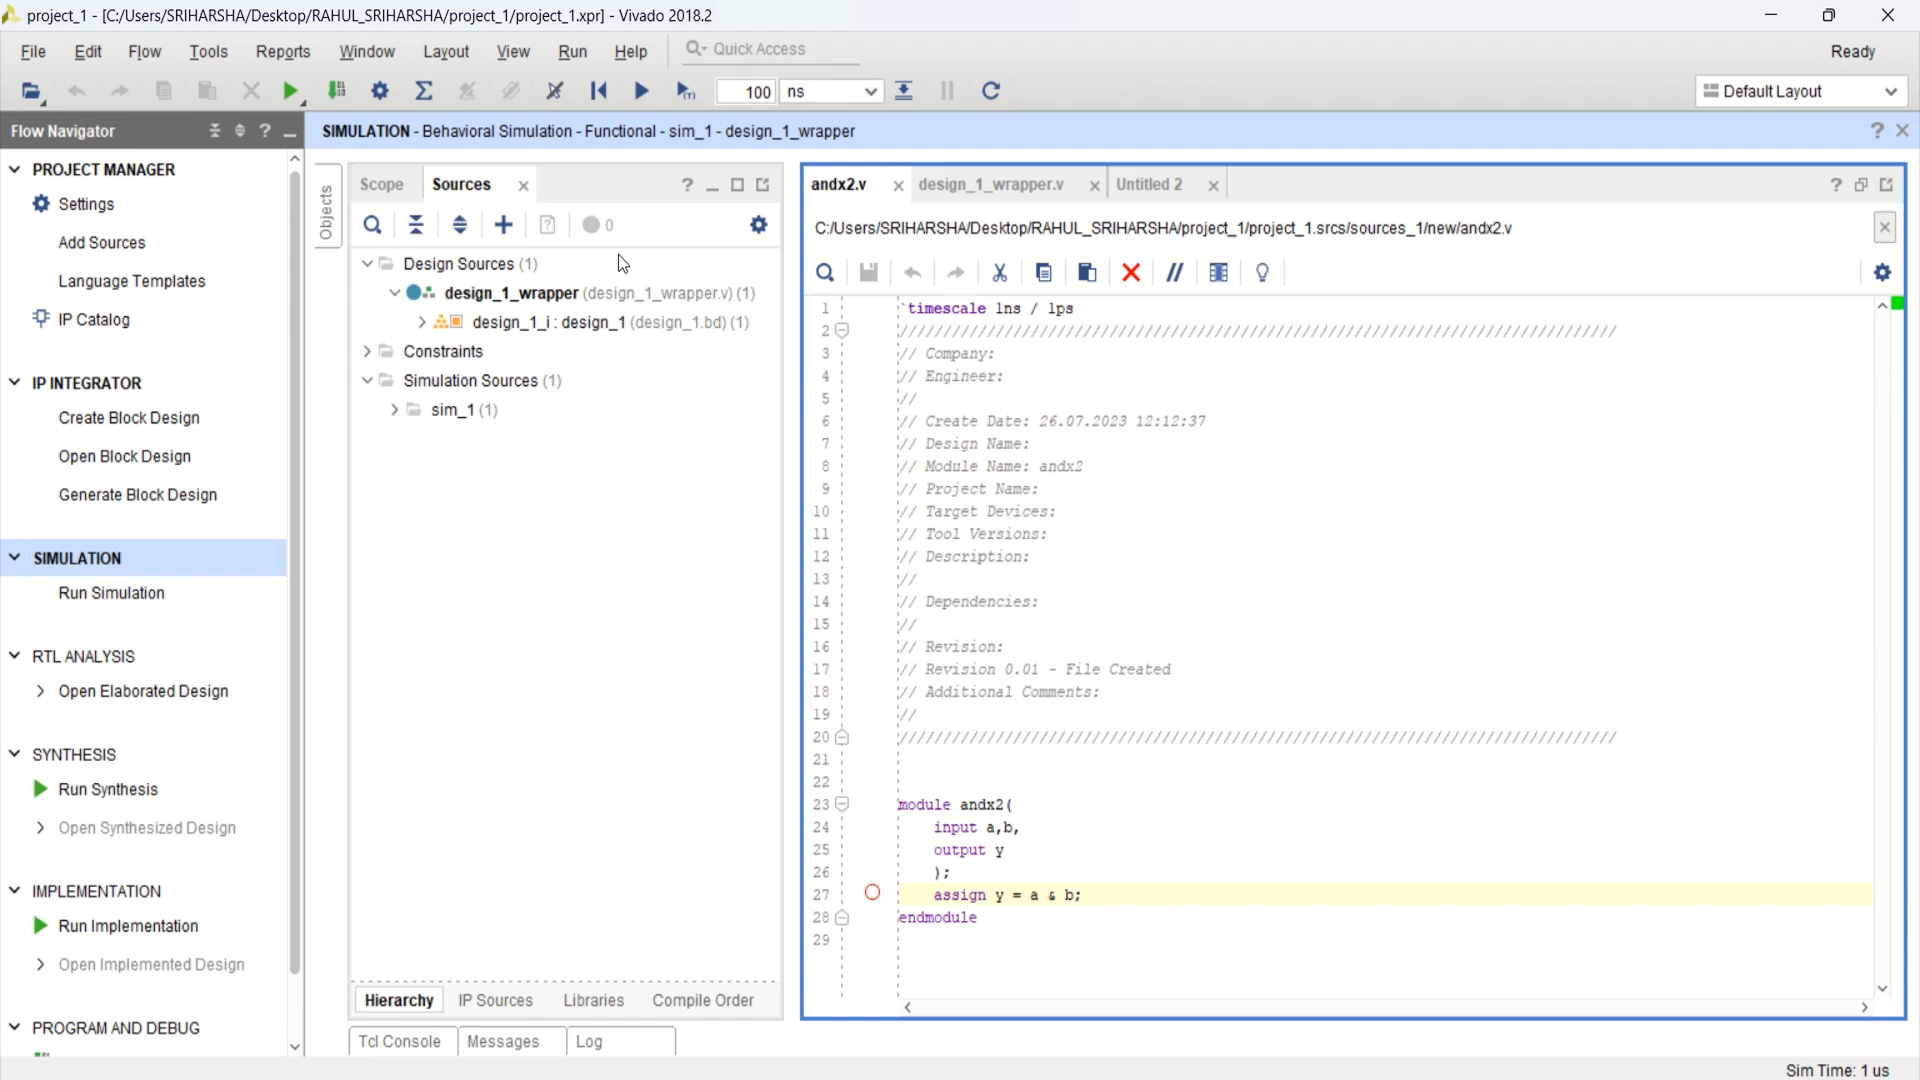 project_1 - [C:/Users/SRIHARSHA/Desktop/RAHUL_SRIHARSHA/project_1/project_1.xpr] - Vivado 2018.2
File Edit Flow Tools Reports Window Layout View Run Help Quick Access Ready
100 ns Default Layout
Flow Navigator
SIMULATION - Behavioral Simulation - Functional - sim_1 - design_1_wrapper
PROJECT MANAGER
Settings
Add Sources
Language Templates
IP Catalog
IP INTEGRATOR
Create Block Design
Open Block Design
Generate Block Design
SIMULATION
Run Simulation
RTL ANALYSIS
Open Elaborated Design
SYNTHESIS
Run Synthesis
Open Synthesized Design
IMPLEMENTATION
Run Implementation
Open Implemented Design
PROGRAM AND DEBUG
Objects
Scope Sources
0
Design Sources (1)
design_1_wrapper (design_1_wrapper.v) (1)
design_1_i : design_1 (design_1.bd) (1)
Constraints
Simulation Sources (1)
sim_1 (1)
Hierarchy IP Sources Libraries Compile Order
Tcl Console Messages Log
andx2.v design_1_wrapper.v Untitled 2
C:/Users/SRIHARSHA/Desktop/RAHUL_SRIHARSHA/project_1/project_1.srcs/sources_1/new/andx2.v
1 `timescale 1ns / 1ps
2 //////////////////////////////////////////////////////////////////////////////////
3 // Company:
4 // Engineer:
5 //
6 // Create Date: 26.07.2023 12:12:37
7 // Design Name:
8 // Module Name: andx2
9 // Project Name:
10 // Target Devices:
11 // Tool Versions:
12 // Description:
13 //
14 // Dependencies:
15 //
16 // Revision:
17 // Revision 0.01 - File Created
18 // Additional Comments:
19 //
20 //////////////////////////////////////////////////////////////////////////////////
21
22
23 module andx2(
24 input a,b,
25 output y
26 );
27 assign y = a & b;
28 endmodule
29
Sim Time: 1 us